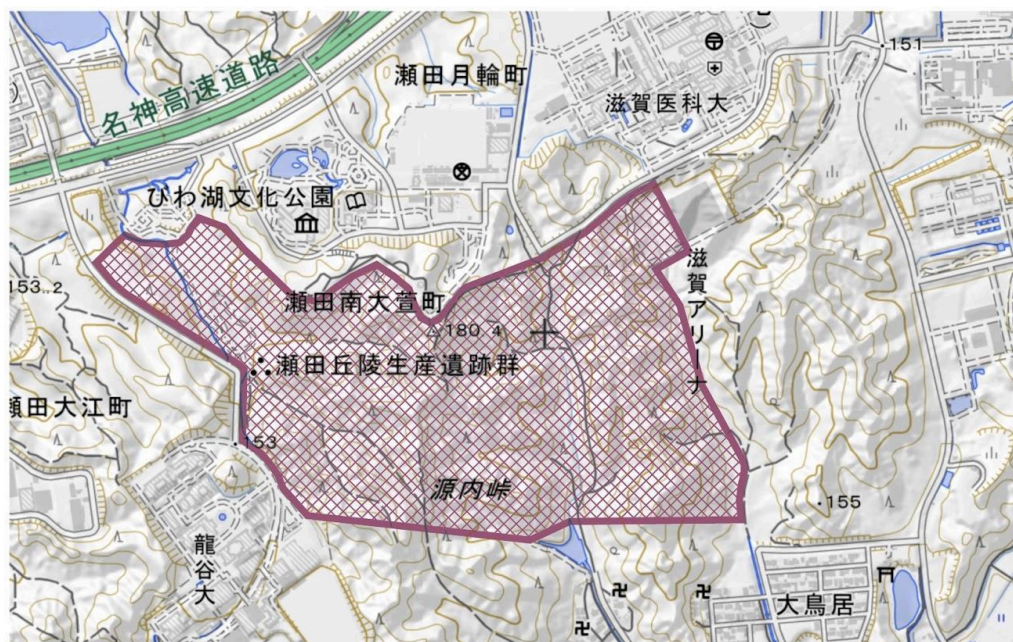 151
瀬田月輪町
滋賀医科大
名神高速道路
びわ湖文化公園
滋賀アリーナ
153.2
瀬田南大萱町
180.4
瀬田丘陵生産遺跡群
瀬田大江町
153
源内峠
155
龍谷大
大鳥居